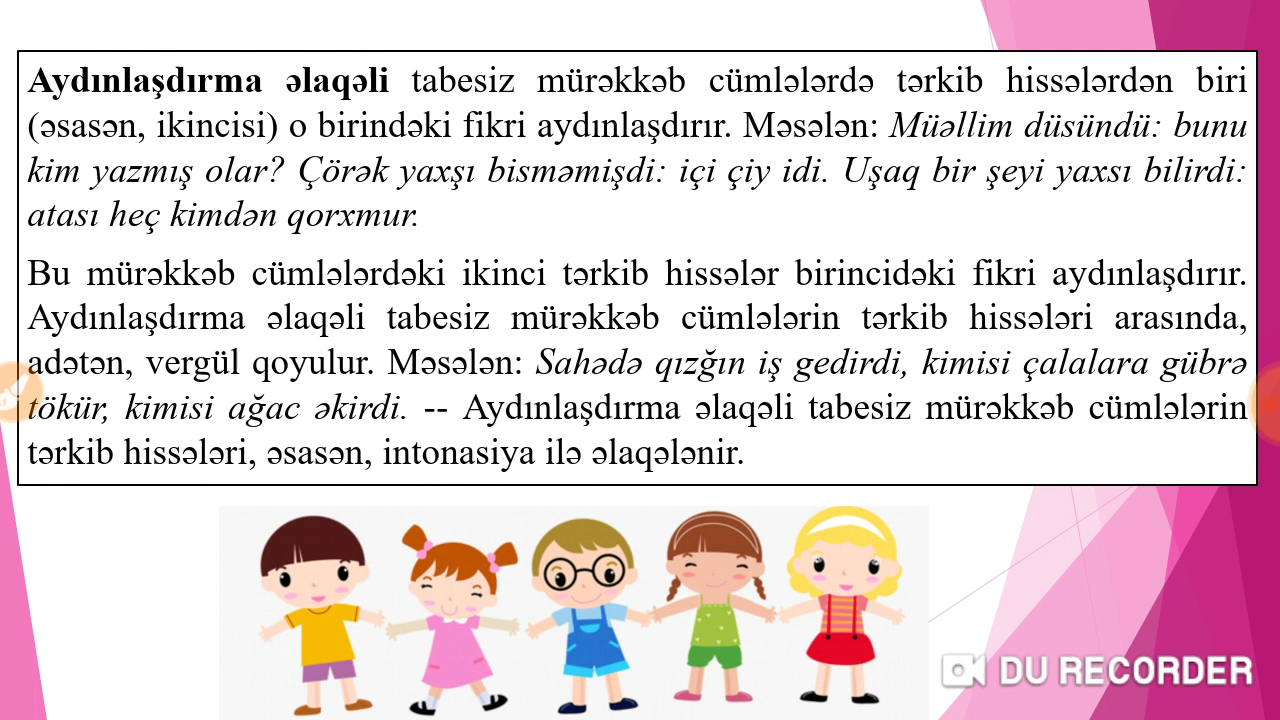 Aydınlaşdırma əlaqəli tabesiz mürəkkəb cümlələrdə tərkib hissələrdən biri
(əsasən, ikincisi) o birindəki fikri aydınlaşdırır. Məsələn: Müəllim düsündü: bunu
kim yazmış olar? Çörək yaxşı bisməmişdi: içi çiy idi. Uşaq bir şeyi yaxsı bilirdi:
atası heç kimdən qorxmur.
Bu mürəkkəb cümlələrdəki ikinci tərkib hissələr birincidəki fikri aydınlaşdırır.
Aydınlaşdırma əlaqəli tabesiz mürəkkəb cümlələrin tərkib hissələri arasında,
adətən, vergül qoyulur. Məsələn: Sahədə qızğın iş gedirdi, kimisi çalalara gübrə
tökür, kimisi ağac əkirdi. -- Aydınlaşdırma əlaqəli tabesiz mürəkkəb cümlələrin
tərkib hissələri, əsasən, intonasiya ilə əlaqələnir.
DU RECORDER